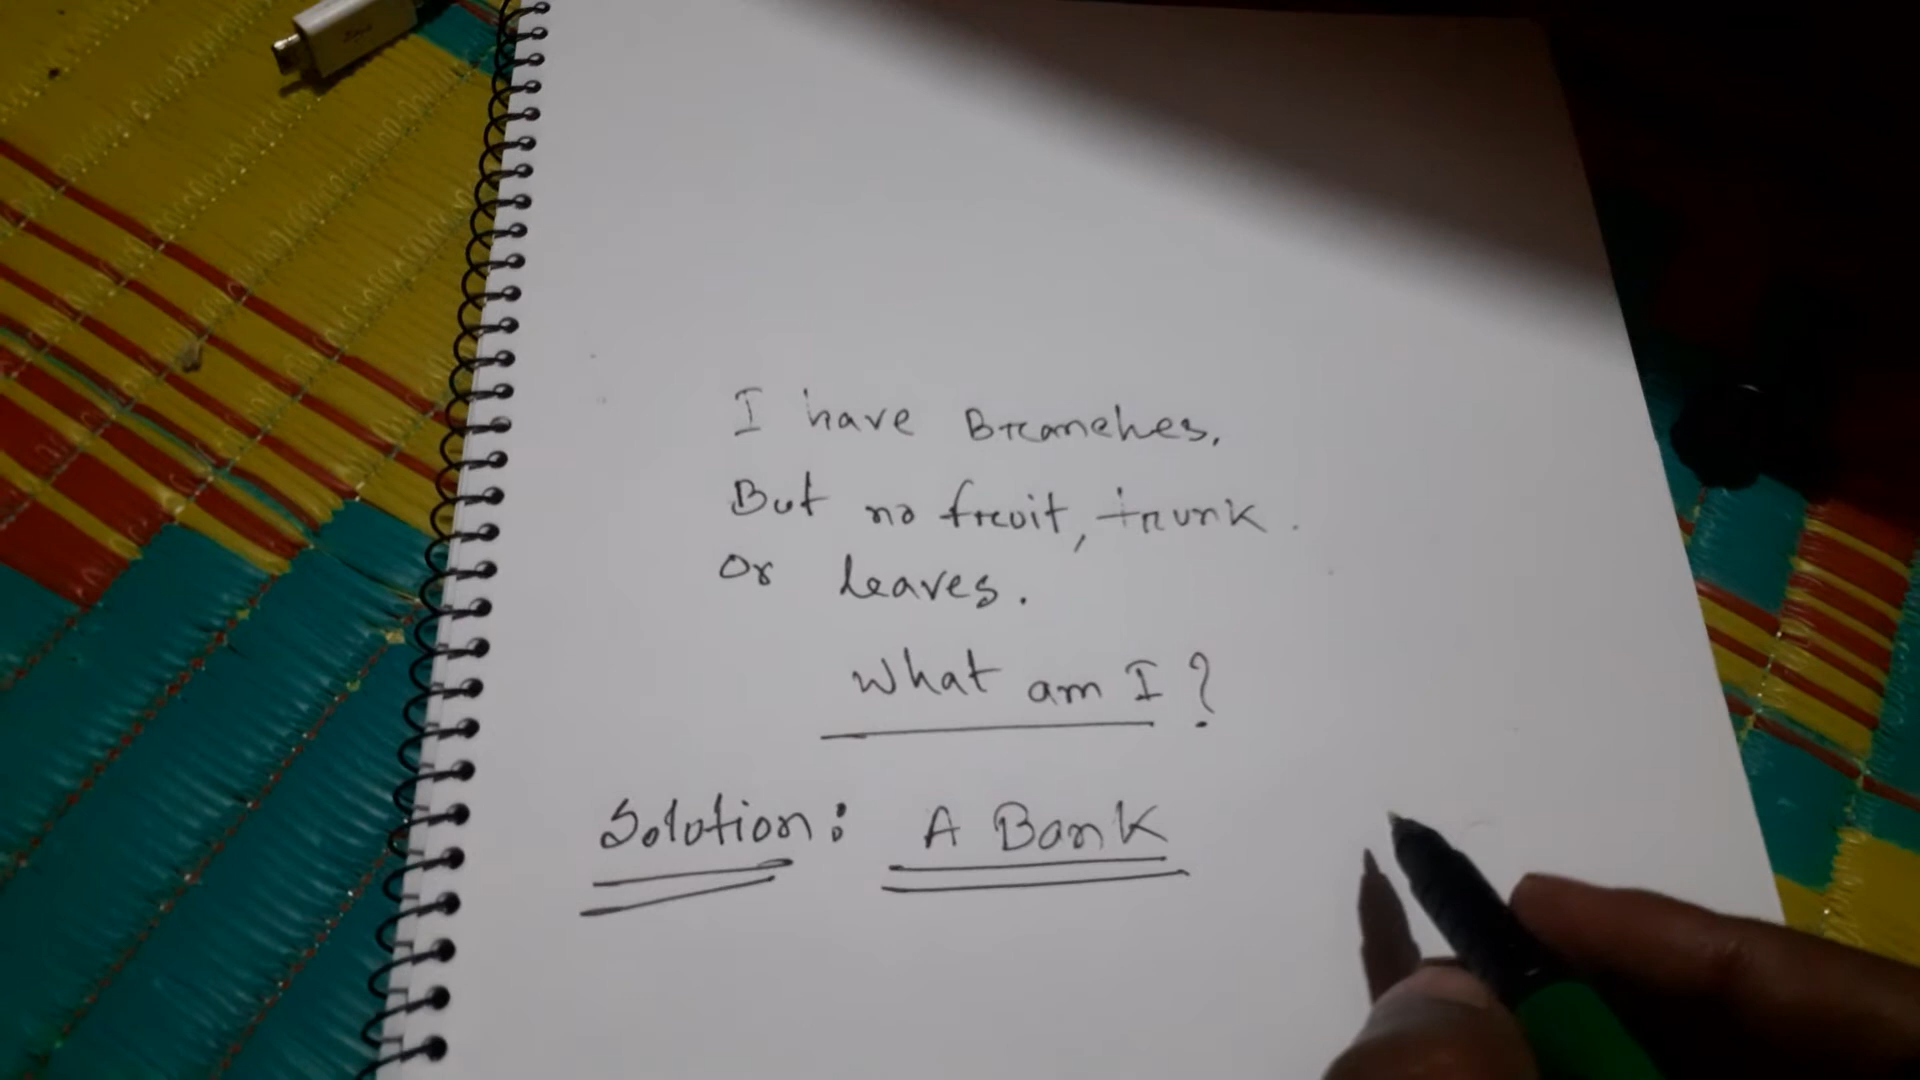 I have Branches,
But no fruit, trunk.
Or leaves.
What am I?
Solution: A Bank